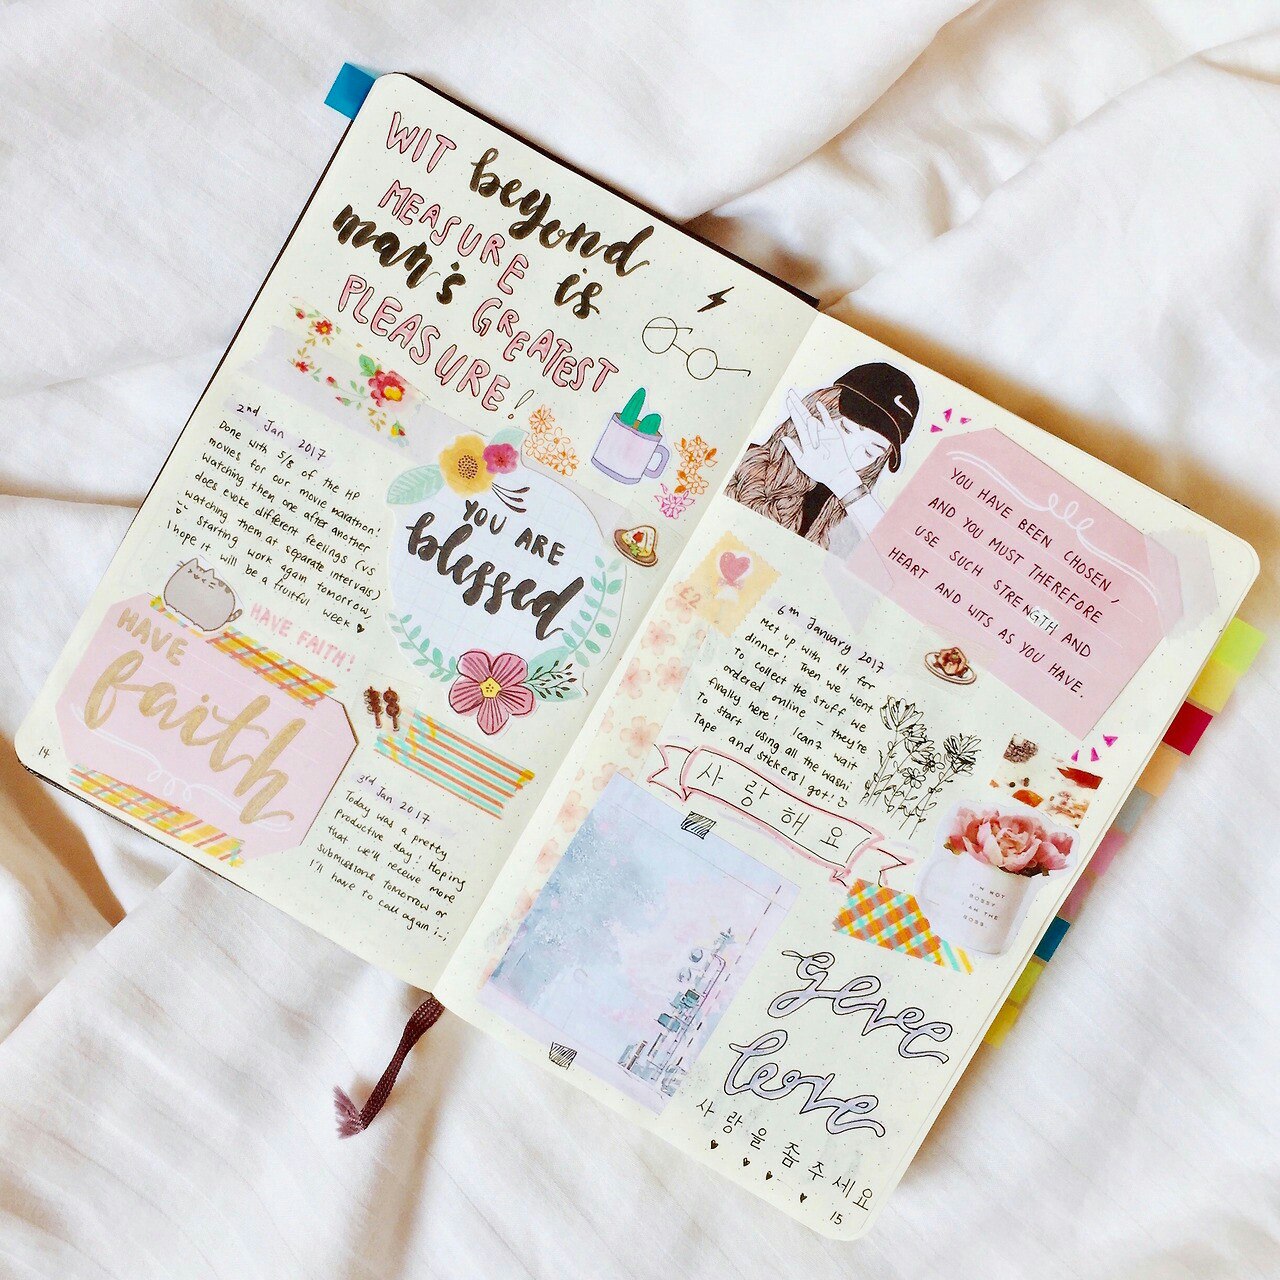 WIT beyond
MEASURE is
man's GREATEST
PLEASURE!
2nd Jan 2017
Done with 5/8 of the HP
movies for our movie marathon!
Watching them one after another
does evoke different feelings (vs
watching them at separate intervals)
Starting work again tomorrow,
I hope it will be a fruitful week
YOU ARE
blessed
HAVE FAITH!
HAVE
faith
3rd Jan 2017
Today was a pretty
productive day! Hoping
that we'll receive more
submissions tomorrow or
I'll have to call again ;-;
14
YOU HAVE BEEN CHOSEN,
AND YOU MUST THEREFORE
USE SUCH STRENGTH AND
HEART AND WITS AS YOU HAVE.
£2
6th January 2017
Met up with SH for
dinner! Then we went
to collect the stuff we
ordered online - they're
finally here! I can't wait
to start using all the washi
tape and stickers I got!
사랑해요
I'M NOT
BOSSY
I AM THE
BOSS.
gevee
love
사랑을 좀 주세요
15